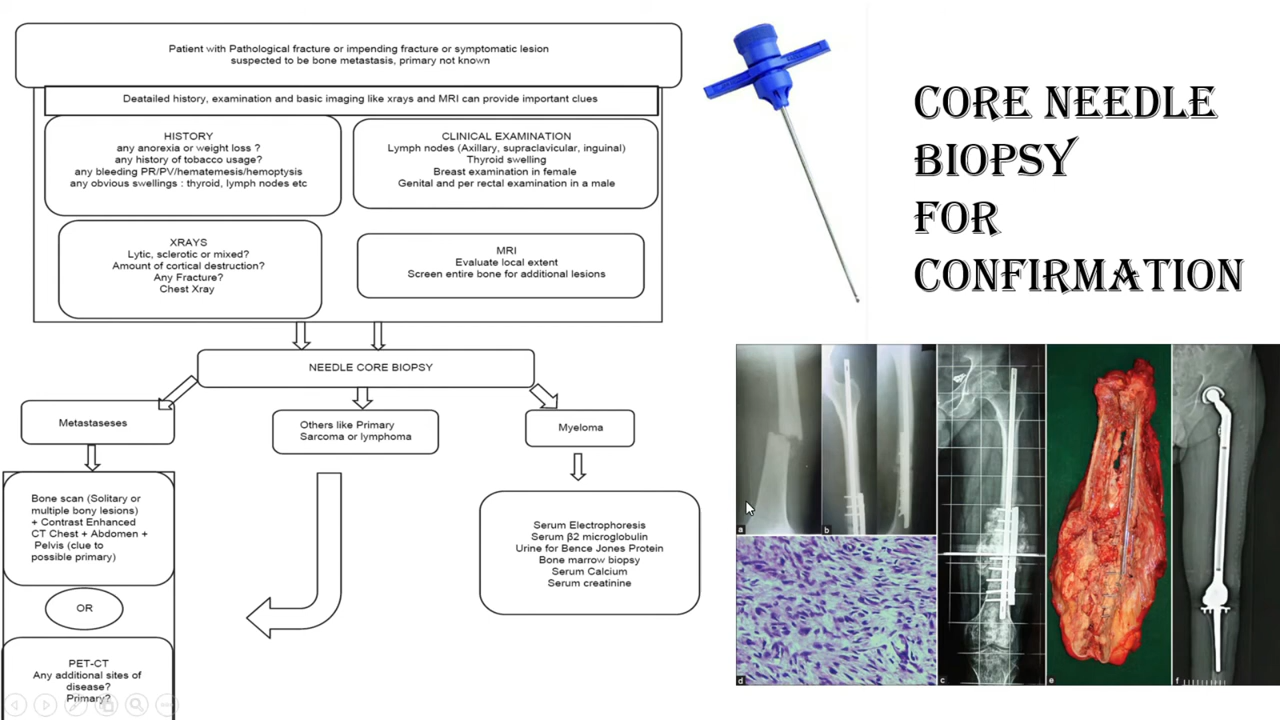 Patient with Pathological fracture or impending fracture or symptomatic lesion
suspected to be bone metastasis, primary not known
Deatailed history, examination and basic imaging like xrays and MRI can provide important clues
HISTORY
any anorexia or weight loss ?
any history of tobacco usage?
any bleeding PR/PV/hematemesis/hemoptysis
any obvious swellings : thyroid, lymph nodes etc
CLINICAL EXAMINATION
Lymph nodes (Axillary, supraclavicular, inguinal)
Thyroid swelling
Breast examination in female
Genital and per rectal examination in a male
XRAYS
Lytic, sclerotic or mixed?
Amount of cortical destruction?
Any Fracture?
Chest Xray
MRI
Evaluate local extent
Screen entire bone for additional lesions
NEEDLE CORE BIOPSY
Metastaseses
Others like Primary
Sarcoma or lymphoma
Myeloma
Bone scan (Solitary or
multiple bony lesions)
+ Contrast Enhanced
CT Chest + Abdomen +
Pelvis (clue to
possible primary)
OR
PET-CT
Any additional sites of
disease?
Primary?
Serum Electrophoresis
Serum β2 microglobulin
Urine for Bence Jones Protein
Bone marrow biopsy
Serum Calcium
Serum creatinine
CORE NEEDLE
BIOPSY
FOR
CONFIRMATION
a
b
c
d
e
f